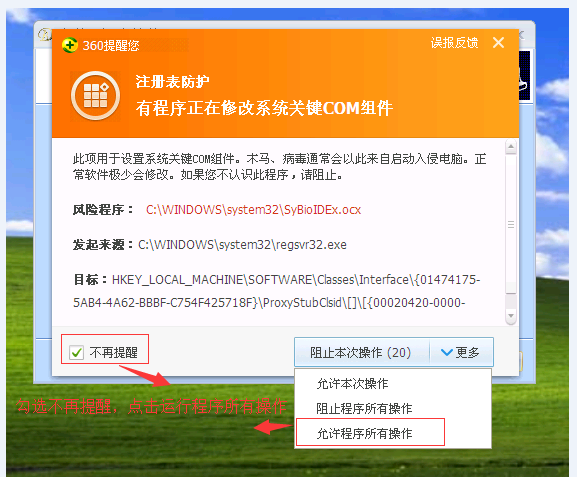 360提醒您
误报反馈
注册表防护
有程序正在修改系统关键COM组件
此项用于设置系统关键COM组件。木马、病毒通常会以此来启动入侵电脑。正
常软件极少会修改。如果您不认识此程序,请阻止。
风险程序： C:\WINDOWS\system32\SyBioIDEx.ocx
发起来源：C:\WINDOWS\system32\regsvr32.exe
目标：HKEY_LOCAL_MACHINE\SOFTWARE\Classes\Interface\{01474175-
5AB4-4A62-BBBF-C754F425718F}\ProxyStubClsid\[]\[{00020420-0000-
不再提醒
阻止本次操作 (20)
更多
允许本次操作
阻止程序所有操作
勾选不再提醒，点击运行程序所有操作
允许程序所有操作